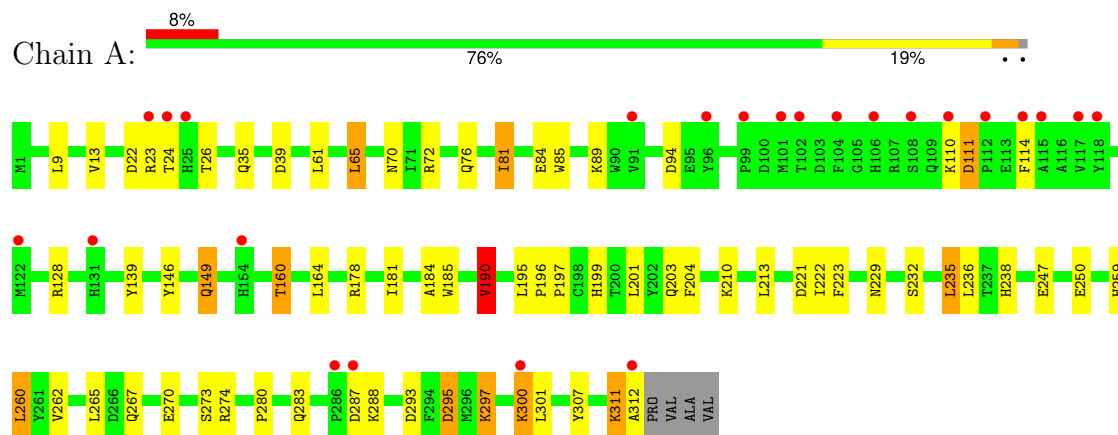 8%
Chain A:
76% 19% • •
M1 L9 V13 D22 R23 T24 H25 T26 Q35 D39 L61 L65 N70 I71 R72 Q76 I81 E84 W85 K89 W90 V91 D94 E95 Y96 P99 D100 M101 T102 D103 F104 G105 H106 R107 S108 Q109 K110 D111 P112 E113 F114 A115 A116 V117 Y118
M122 R128 H131 Y139 Y146 Q149 H154 T160 L164 R178 I181 A184 W185 V190 L195 P196 P197 C198 H199 T200 L201 Y202 Q203 F204 K210 L213 D221 I222 F223 N229 S232 L235 L236 T237 H238 E247 E250 H259
L260 Y261 V262 L265 D266 Q267 E270 S273 R274 P280 Q283 P286 D287 K288 D293 F294 D295 M296 K297 K300 L301 Y307 K311 A312 PRO VAL ALA VAL